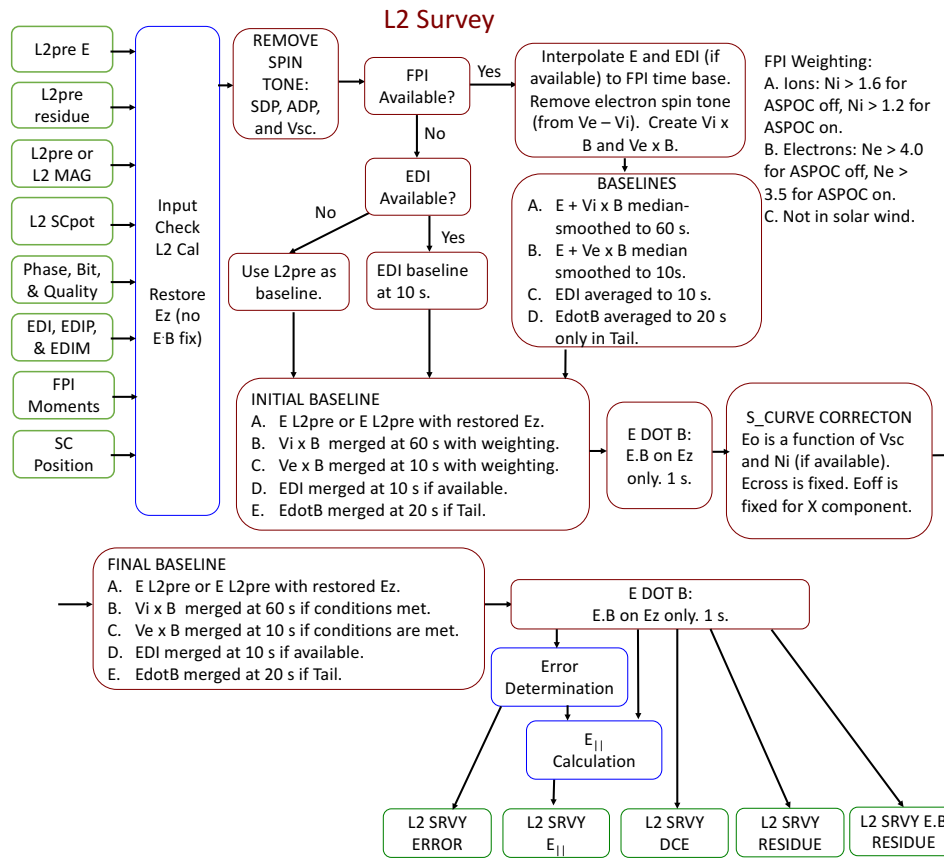 L2 Survey
L2pre E
L2pre
residue
L2pre or
L2 MAG
L2 SCpot
Phase, Bit,
& Quality
EDI, EDIP,
& EDIM
FPI
Moments
SC
Position
Input
Check
L2 Cal
Restore
Ez (no
E·B fix)
REMOVE
SPIN
TONE:
SDP, ADP,
and Vsc.
FPI
Available?
Yes
No
Interpolate E and EDI (if
available) to FPI time base.
Remove electron spin tone
(from Ve – Vi). Create Vi x
B and Ve x B.
FPI Weighting:
A. Ions: Ni > 1.6 for
ASPOC off, Ni > 1.2 for
ASPOC on.
B. Electrons: Ne > 4.0
for ASPOC off, Ne >
3.5 for ASPOC on.
C. Not in solar wind.
EDI
Available?
No
Yes
Use L2pre as
baseline.
EDI baseline
at 10 s.
BASELINES
A. E + Vi x B median-
smoothed to 60 s.
B. E + Ve x B median
smoothed to 10s.
C. EDI averaged to 10 s.
D. EdotB averaged to 20 s
only in Tail.
INITIAL BASELINE
A. E L2pre or E L2pre with restored Ez.
B. Vi x B merged at 60 s with weighting.
C. Ve x B merged at 10 s with weighting.
D. EDI merged at 10 s if available.
E. EdotB merged at 20 s if Tail.
E DOT B:
E.B on Ez
only. 1 s.
S_CURVE CORRECTON
Eo is a function of Vsc
and Ni (if available).
Ecross is fixed. Eoff is
fixed for X component.
FINAL BASELINE
A. E L2pre or E L2pre with restored Ez.
B. Vi x B merged at 60 s if conditions met.
C. Ve x B merged at 10 s if conditions are met.
D. EDI merged at 10 s if available.
E. EdotB merged at 20 s if Tail.
E DOT B:
E.B on Ez only. 1 s.
Error
Determination
E||
Calculation
L2 SRVY
ERROR
L2 SRVY
E||
L2 SRVY
DCE
L2 SRVY
RESIDUE
L2 SRVY E.B
RESIDUE